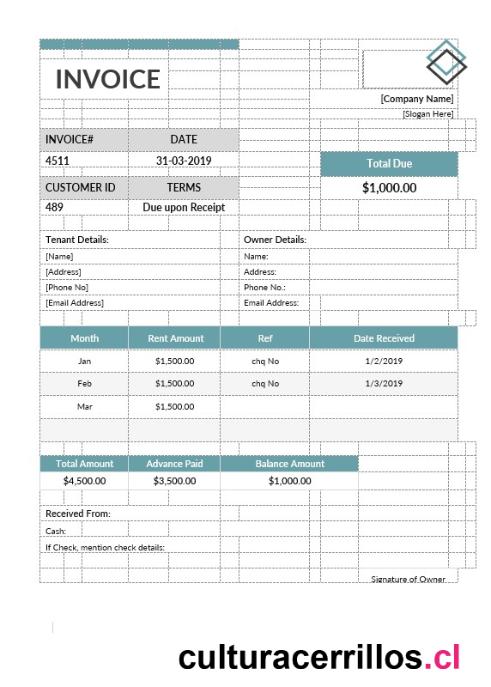 INVOICE
[Company Name]
[Slogan Here]
INVOICE# DATE
4511 31-03-2019
Total Due
CUSTOMER ID TERMS
$1,000.00
489 Due upon Receipt
Tenant Details: Owner Details:
[Name] Name:
[Address] Address:
[Phone No] Phone No.:
[Email Address] Email Address:
Month Rent Amount Ref Date Received
Jan $1,500.00 chq No 1/2/2019
Feb $1,500.00 chq No 1/3/2019
Mar $1,500.00
Total Amount Advance Paid Balance Amount
$4,500.00 $3,500.00 $1,000.00
Received From:
Cash:
If Check, mention check details:
Signature of Owner
culturacerrillos.cl